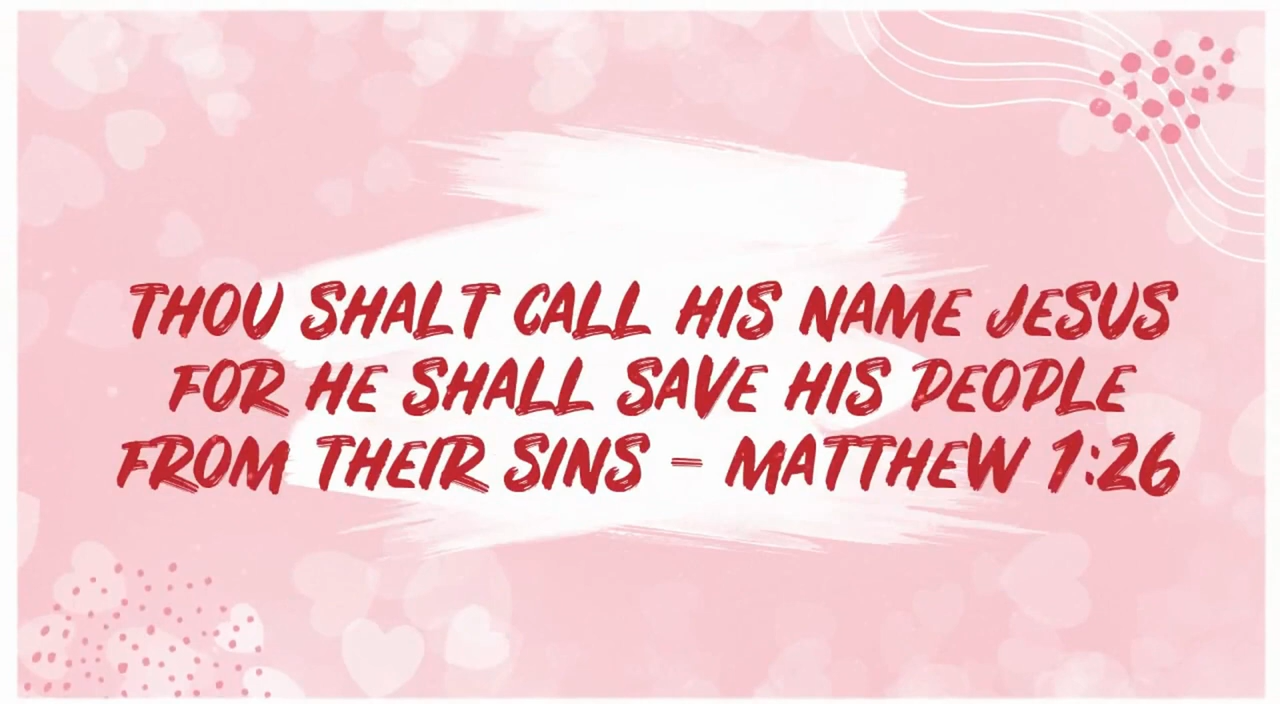 THOU SHALT CALL HIS NAME JESUS
FOR HE SHALL SAVE HIS PEOPLE
FROM THEIR SINS - MATTHEW 1:26